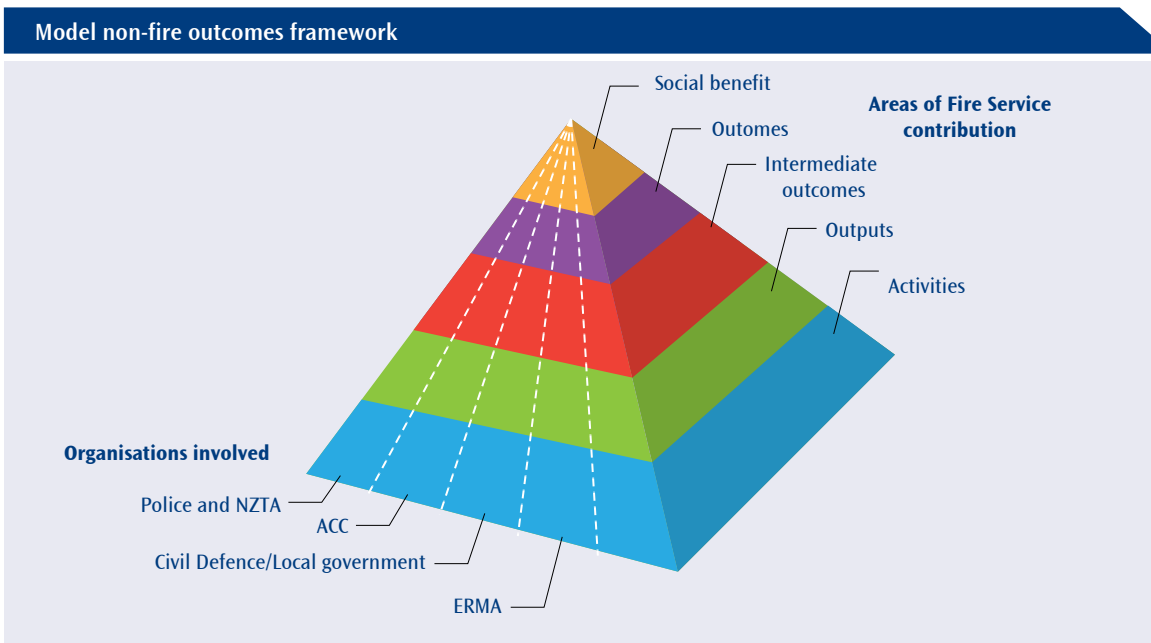 Model non-fire outcomes framework
Social benefit
Areas of Fire Service
contribution
Outomes
Intermediate
outcomes
Outputs
Activities
Organisations involved
Police and NZTA
ACC
Civil Defence/Local government
ERMA